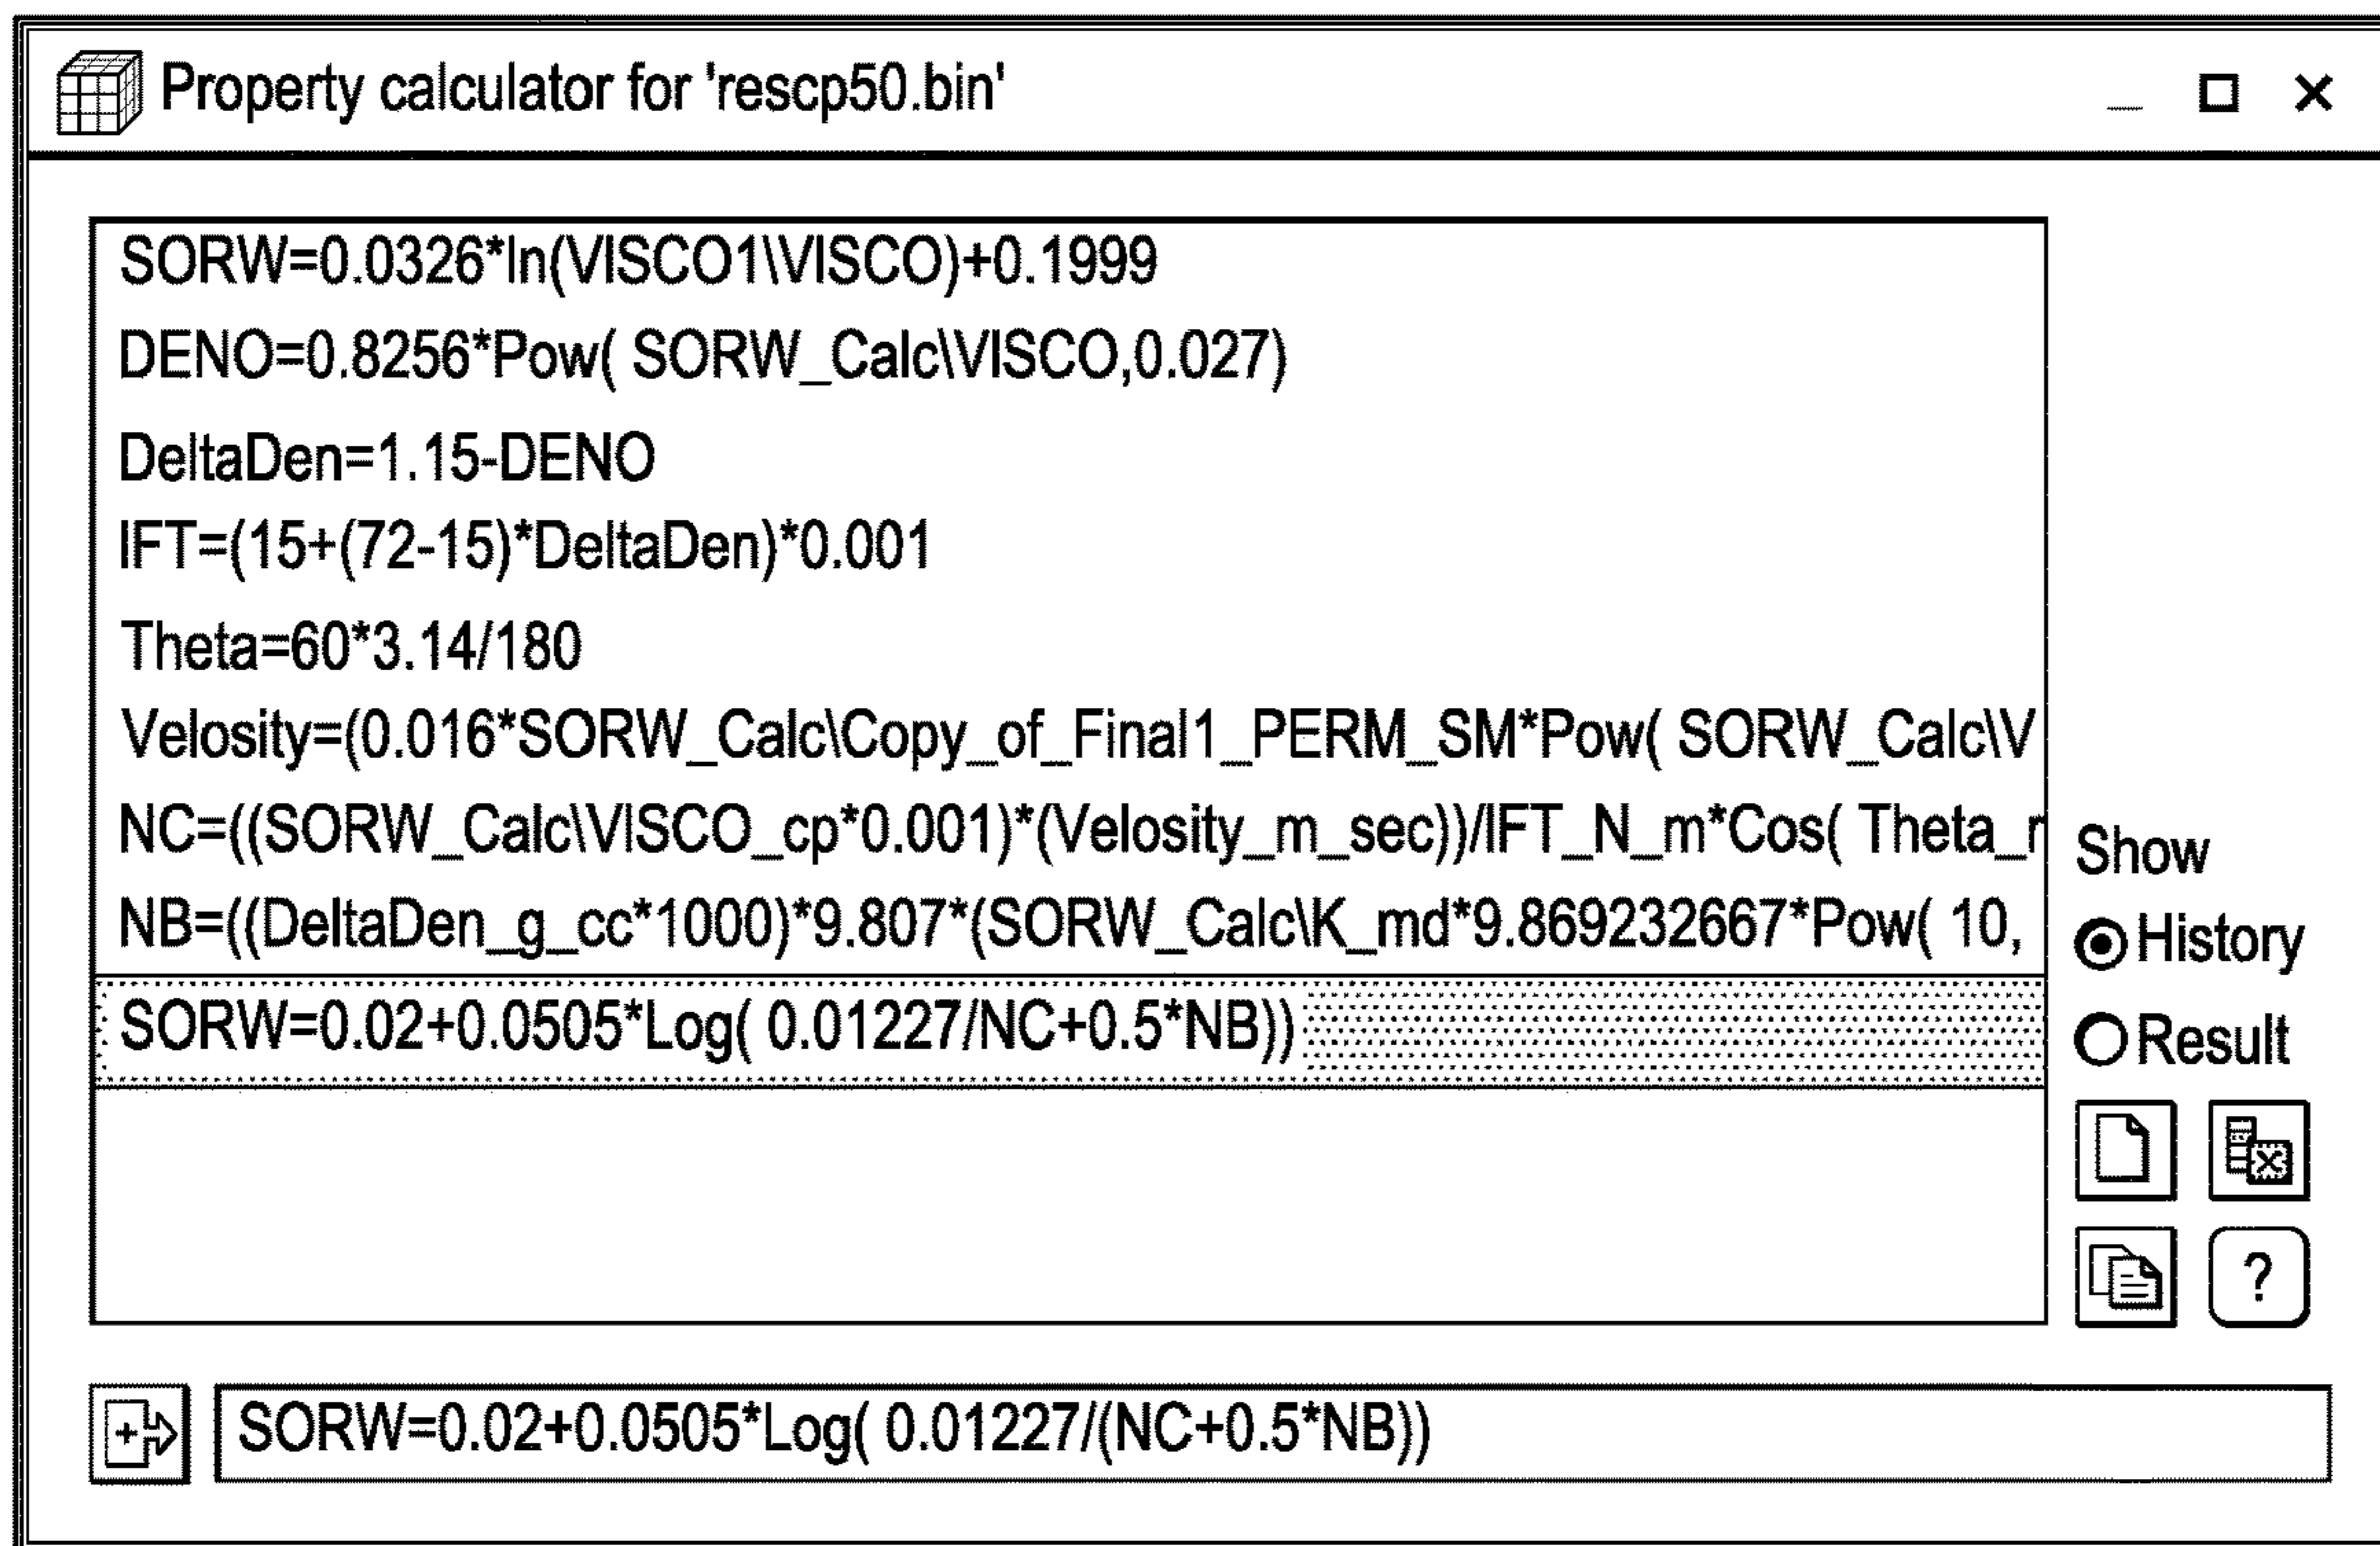 Property calculator for 'rescp50.bin'
SORW=0.0326*ln(VISCO1\VISCO)+0.1999
DENO=0.8256*Pow( SORW_Calc\VISCO,0.027)
DeltaDen=1.15-DENO
IFT=(15+(72-15)*DeltaDen)*0.001
Theta=60*3.14/180
Velosity=(0.016*SORW_Calc\Copy_of_Final1_PERM_SM*Pow( SORW_Calc\V
NC=((SORW_Calc\VISCO_cp*0.001)*(Velosity_m_sec))/IFT_N_m*Cos( Theta_r
NB=((DeltaDen_g_cc*1000)*9.807*(SORW_Calc\K_md*9.869232667*Pow( 10,
SORW=0.02+0.0505*Log( 0.01227/NC+0.5*NB))
Show
History
Result
?
SORW=0.02+0.0505*Log( 0.01227/(NC+0.5*NB))